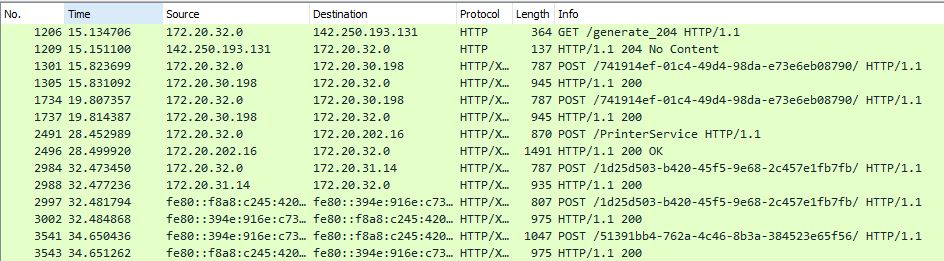 No. Time Source Destination Protocol Length Info
1206 15.134706 172.20.32.0 142.250.193.131 HTTP 364 GET /generate_204 HTTP/1.1
1209 15.151100 142.250.193.131 172.20.32.0 HTTP 137 HTTP/1.1 204 No Content
1301 15.823699 172.20.32.0 172.20.30.198 HTTP/X… 787 POST /741914ef-01c4-49d4-98da-e73e6eb08790/ HTTP/1.1
1305 15.831092 172.20.30.198 172.20.32.0 HTTP/X… 945 HTTP/1.1 200
1734 19.807357 172.20.32.0 172.20.30.198 HTTP/X… 787 POST /741914ef-01c4-49d4-98da-e73e6eb08790/ HTTP/1.1
1737 19.814387 172.20.30.198 172.20.32.0 HTTP/X… 945 HTTP/1.1 200
2491 28.452989 172.20.32.0 172.20.202.16 HTTP/X… 870 POST /PrinterService HTTP/1.1
2496 28.499920 172.20.202.16 172.20.32.0 HTTP/X… 1491 HTTP/1.1 200 OK
2984 32.473450 172.20.32.0 172.20.31.14 HTTP/X… 787 POST /1d25d503-b420-45f5-9e68-2c457e1fb7fb/ HTTP/1.1
2988 32.477236 172.20.31.14 172.20.32.0 HTTP/X… 935 HTTP/1.1 200
2997 32.481794 fe80::f8a8:c245:420… fe80::394e:916e:c73… HTTP/X… 807 POST /1d25d503-b420-45f5-9e68-2c457e1fb7fb/ HTTP/1.1
3002 32.484868 fe80::394e:916e:c73… fe80::f8a8:c245:420… HTTP/X… 975 HTTP/1.1 200
3541 34.650436 fe80::394e:916e:c73… fe80::f8a8:c245:420… HTTP/X… 1047 POST /51391bb4-762a-4c46-8b3a-384523e65f56/ HTTP/1.1
3543 34.651262 fe80::f8a8:c245:420… fe80::394e:916e:c73… HTTP/X… 975 HTTP/1.1 200